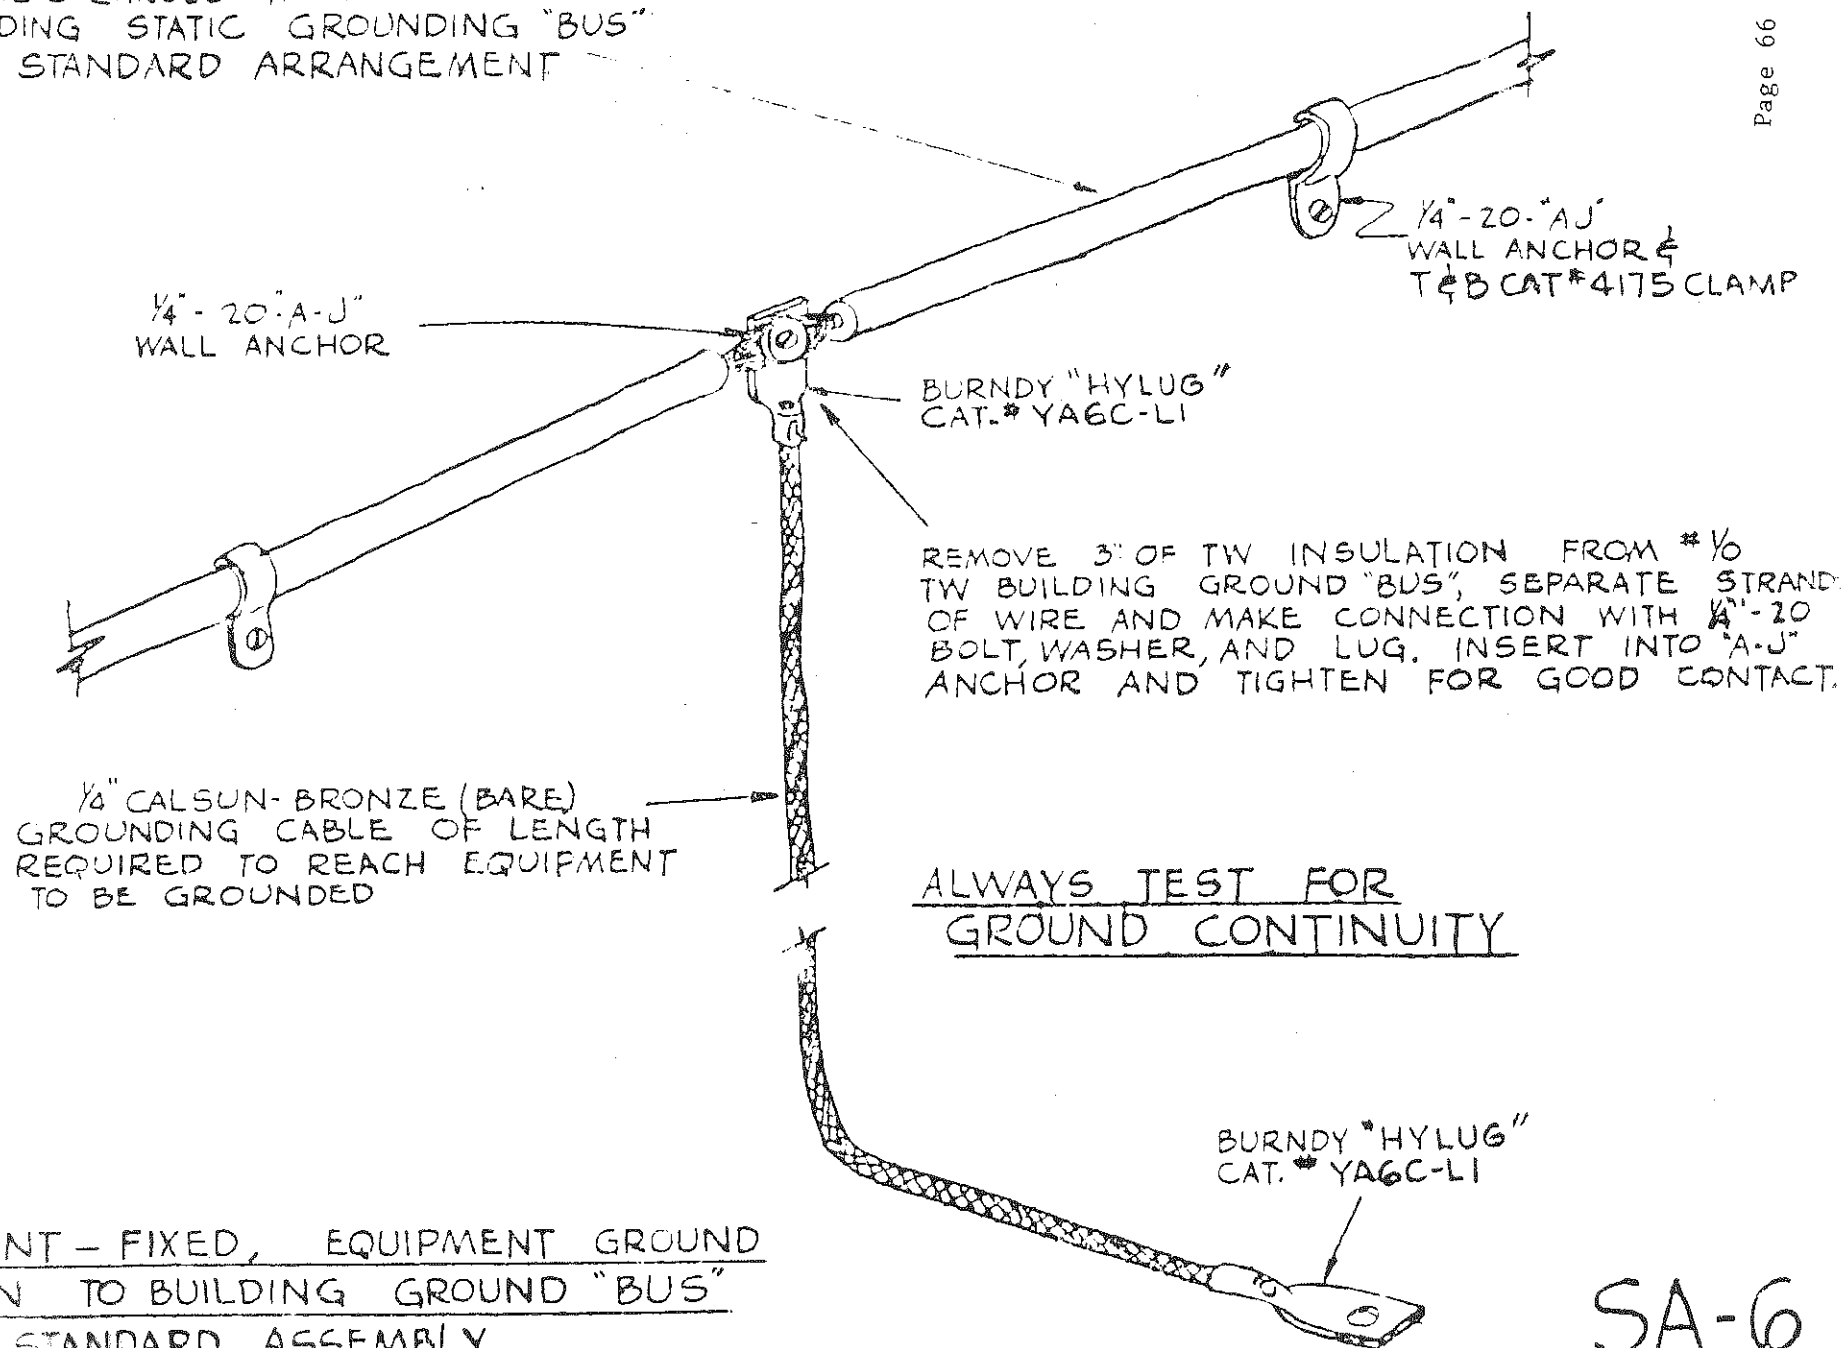 DING STATIC GROUNDING "BUS"
STANDARD ARRANGEMENT
Page 66
1/4"-20-"AJ"
WALL ANCHOR &
T&B CAT#4175 CLAMP
1/4"-20-"A-J"
WALL ANCHOR
BURNDY "HYLUG"
CAT.# YA6C-L1
REMOVE 3" OF TW INSULATION FROM #1/0
TW BUILDING GROUND "BUS", SEPARATE STRAND
OF WIRE AND MAKE CONNECTION WITH 1/4"-20
BOLT, WASHER, AND LUG. INSERT INTO "A-J"
ANCHOR AND TIGHTEN FOR GOOD CONTACT.
1/4" CALSUN-BRONZE (BARE)
GROUNDING CABLE OF LENGTH
REQUIRED TO REACH EQUIPMENT
TO BE GROUNDED
ALWAYS TEST FOR
GROUND CONTINUITY
BURNDY "HYLUG"
CAT.# YA6C-L1
NT - FIXED, EQUIPMENT GROUND
N TO BUILDING GROUND "BUS"
STANDARD ASSEMBLY
SA-6